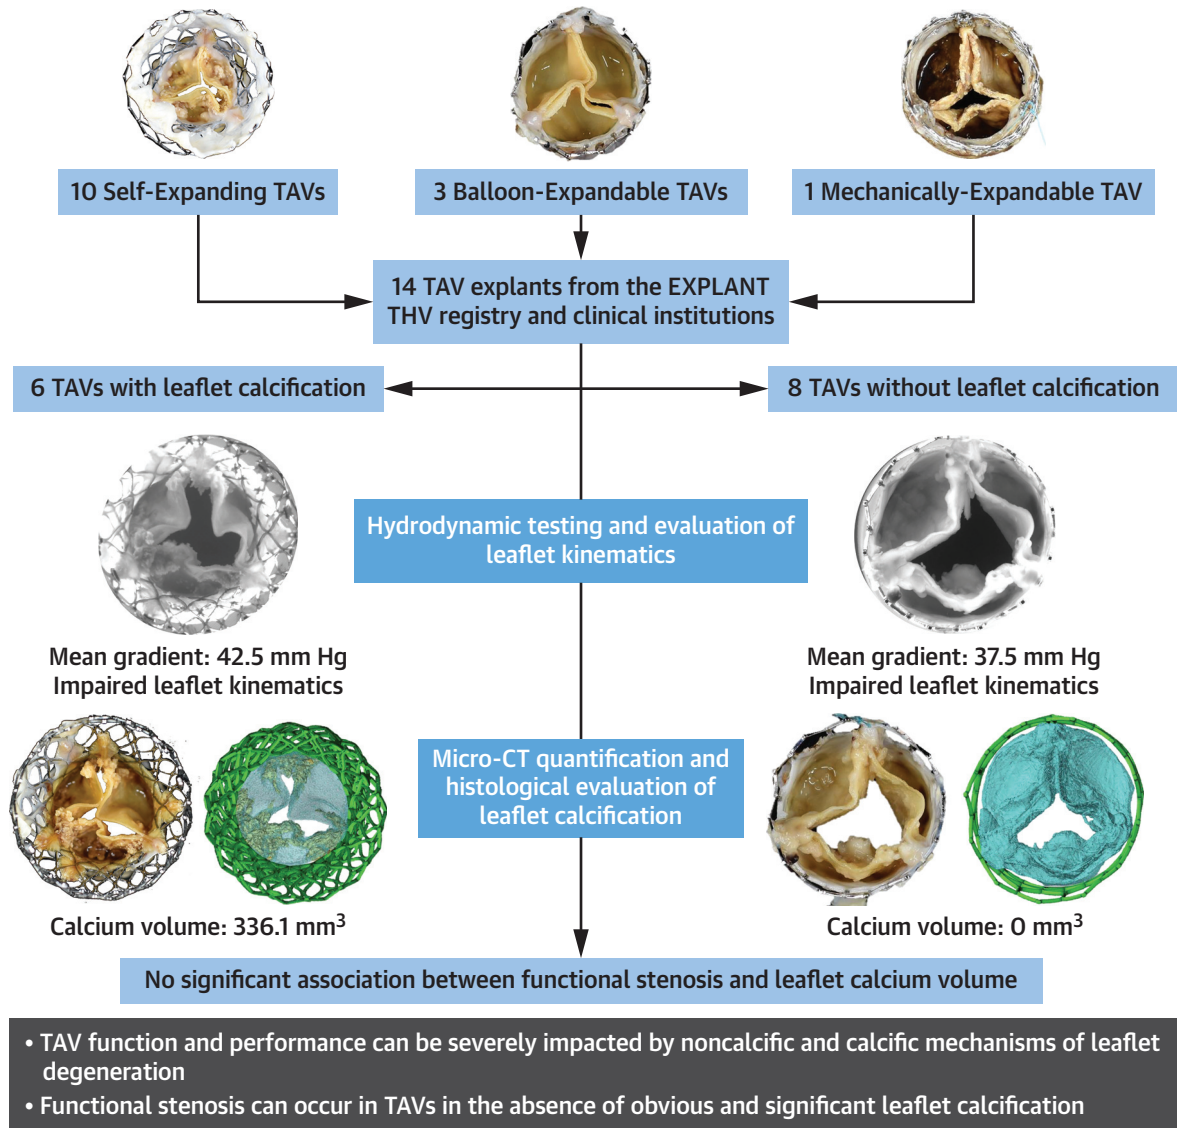 10 Self-Expanding TAVs
3 Balloon-Expandable TAVs
1 Mechanically-Expandable TAV
14 TAV explants from the EXPLANT
THV registry and clinical institutions
6 TAVs with leaflet calcification
8 TAVs without leaflet calcification
Hydrodynamic testing and evaluation of
leaflet kinematics
Mean gradient: 42.5 mm Hg
Impaired leaflet kinematics
Mean gradient: 37.5 mm Hg
Impaired leaflet kinematics
Micro-CT quantification and
histological evaluation of
leaflet calcification
Calcium volume: 336.1 mm³
Calcium volume: 0 mm³
No significant association between functional stenosis and leaflet calcium volume
• TAV function and performance can be severely impacted by noncalcific and calcific mechanisms of leaflet
degeneration
• Functional stenosis can occur in TAVs in the absence of obvious and significant leaflet calcification